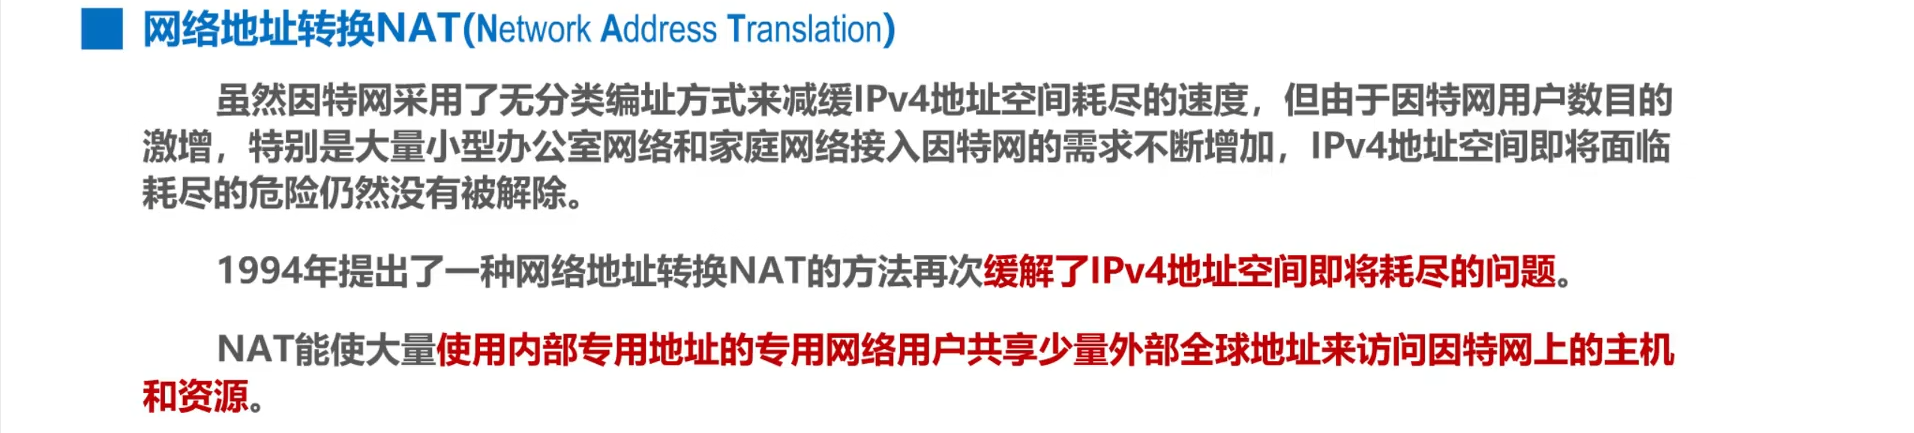 网络地址转换NAT(Network Address Translation)
虽然因特网采用了无分类编址方式来减缓IPv4地址空间耗尽的速度，但由于因特网用户数目的
激增，特别是大量小型办公室网络和家庭网络接入因特网的需求不断增加，IPv4地址空间即将面临
耗尽的危险仍然没有被解除。
1994年提出了一种网络地址转换NAT的方法再次缓解了IPv4地址空间即将耗尽的问题。
NAT能使大量使用内部专用地址的专用网络用户共享少量外部全球地址来访问因特网上的主机
和资源。